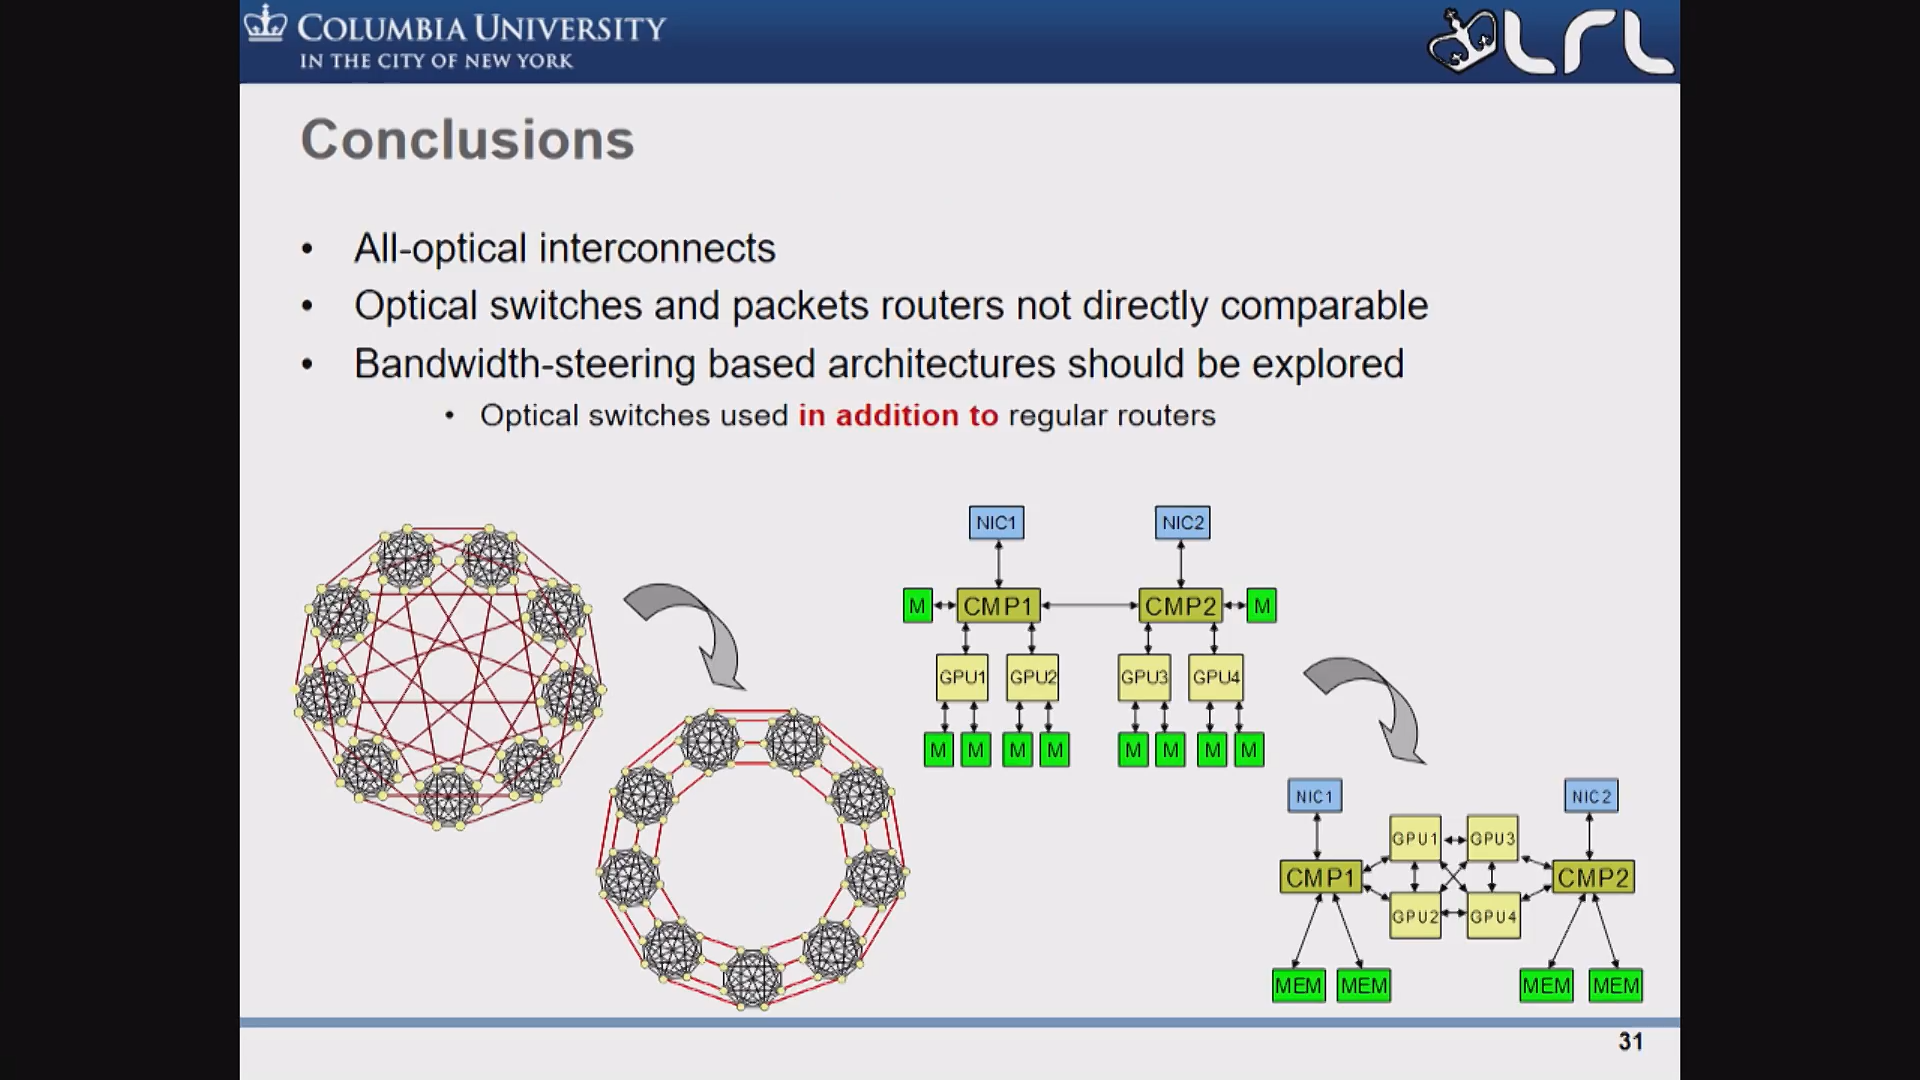 COLUMBIA UNIVERSITY
IN THE CITY OF NEW YORK
LRL
Conclusions
• All-optical interconnects
• Optical switches and packets routers not directly comparable
• Bandwidth-steering based architectures should be explored
• Optical switches used in addition to regular routers
NIC1 NIC2
M CMP1 CMP2 M
GPU1 GPU2 GPU3 GPU4
M M M M M M M M
NIC1 NIC2
GPU1 GPU3
CMP1 CMP2
GPU2 GPU4
MEM MEM MEM MEM
31